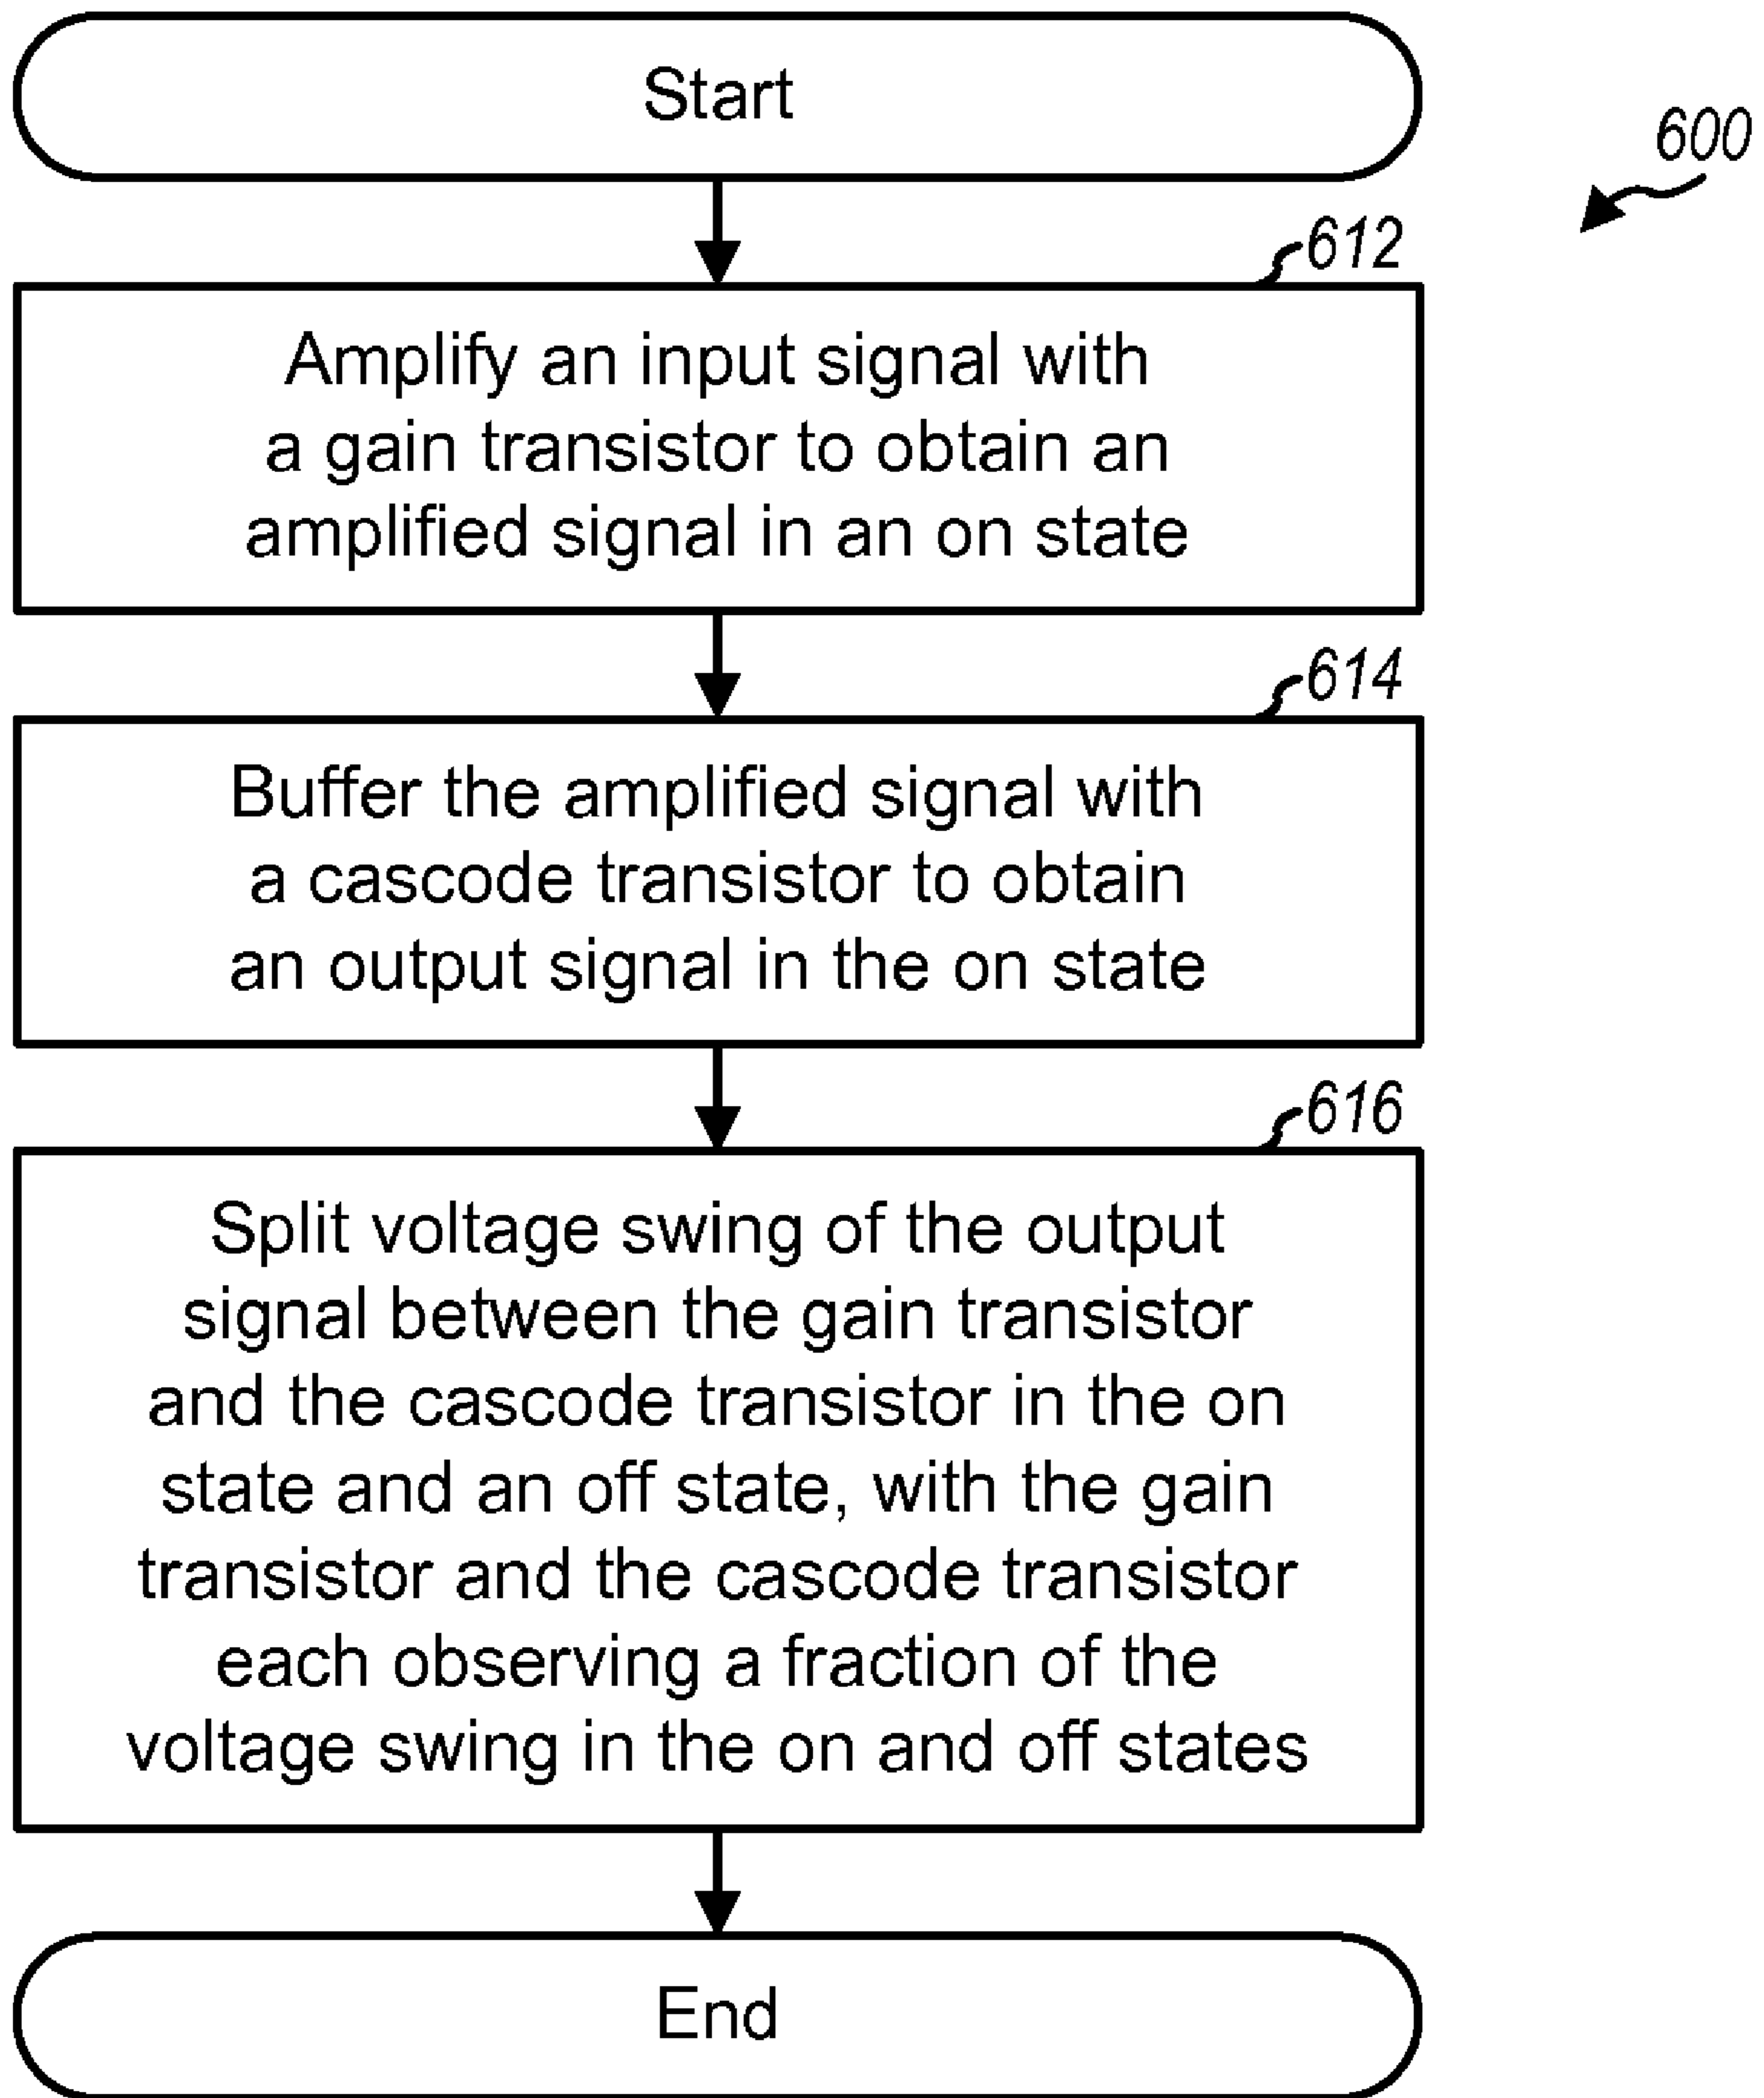 Start
600
612
Amplify an input signal with
a gain transistor to obtain an
amplified signal in an on state
614
Buffer the amplified signal with
a cascode transistor to obtain
an output signal in the on state
616
Split voltage swing of the output
signal between the gain transistor
and the cascode transistor in the on
state and an off state, with the gain
transistor and the cascode transistor
each observing a fraction of the
voltage swing in the on and off states
End